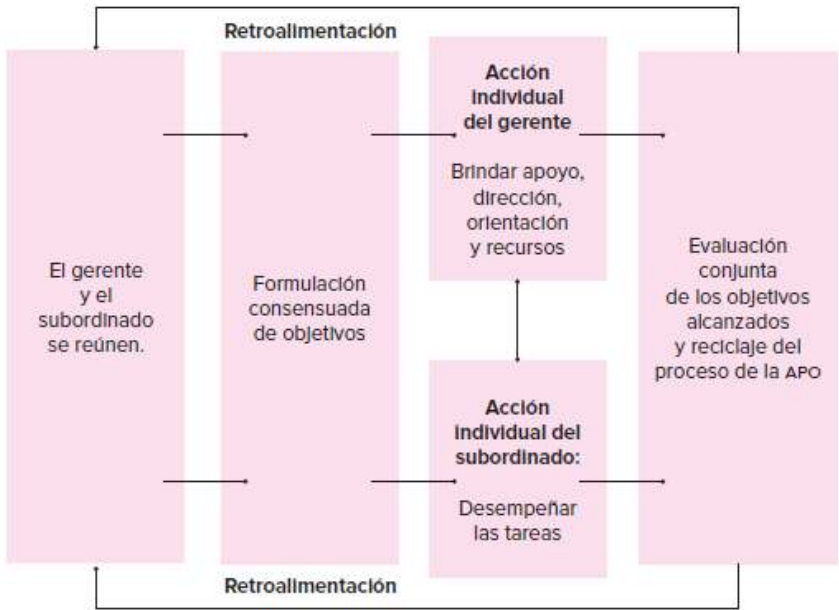 Retroalimentación
El gerente
y el
subordinado
se reúnen.
Formulación
consensuada
de objetivos
Acción
individual
del gerente
Brindar apoyo,
dirección,
orientación
y recursos
Acción
individual del
subordinado:
Desempeñar
las tareas
Evaluación
conjunta
de los objetivos
alcanzados
y reciclaje del
proceso de la APO
Retroalimentación